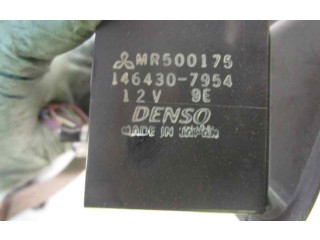 MR500175
146430-7954
12V 9E
DENSO
MADE IN JAPAN